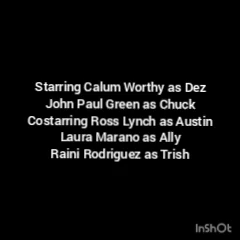 Starring Calum Worthy as Dez
John Paul Green as Chuck
Costarring Ross Lynch as Austin
Laura Marano as Ally
Raini Rodriguez as Trish
InShOt